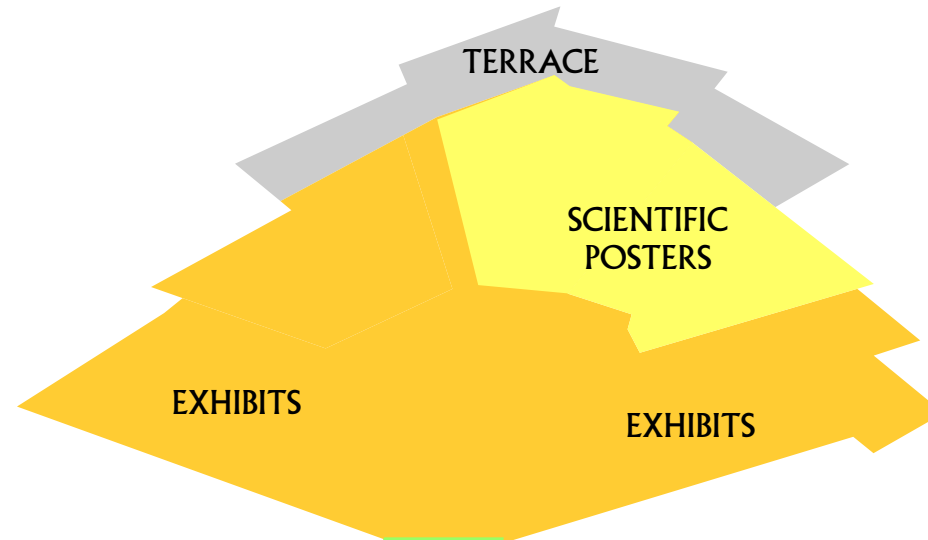 TERRACE
SCIENTIFIC
POSTERS
EXHIBITS
EXHIBITS